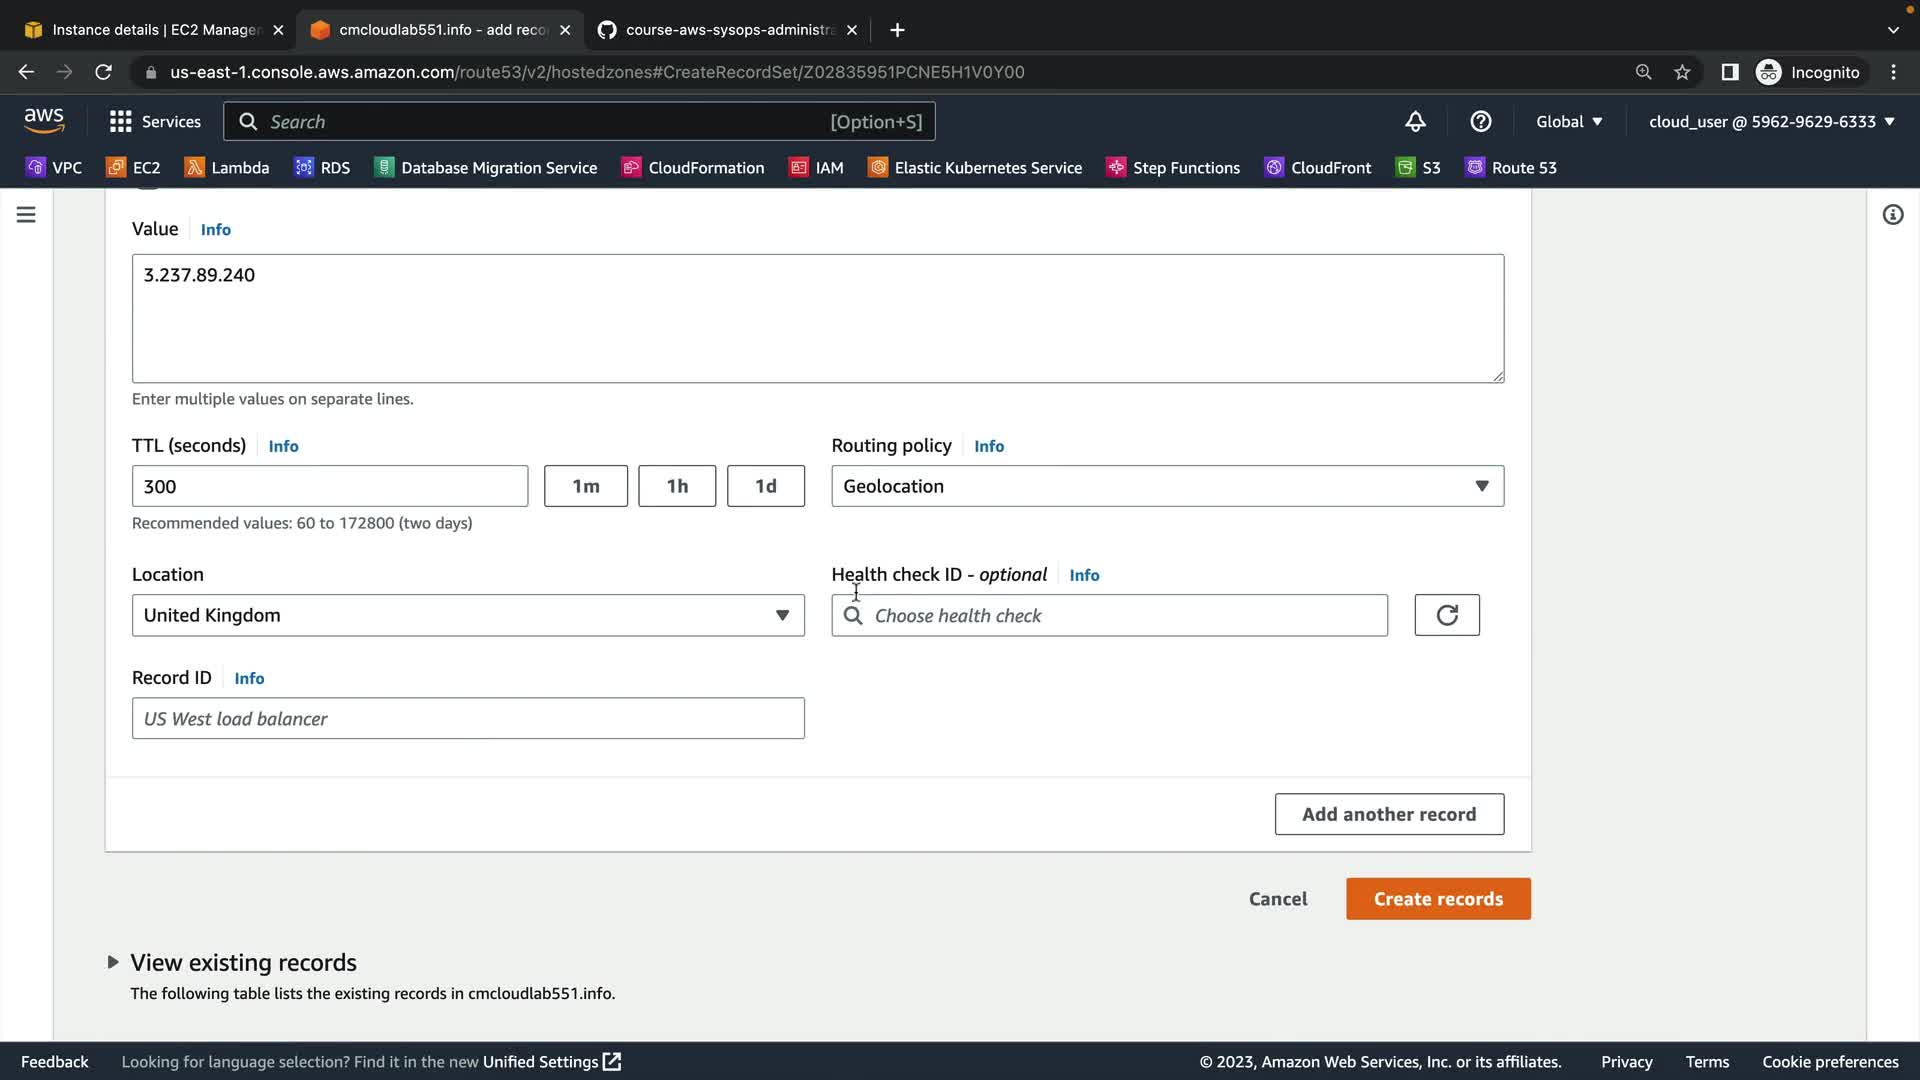 Instance details | EC2 Manager
cmcloudlab551.info - add reco
course-aws-sysops-administra
us-east-1.console.aws.amazon.com/route53/v2/hostedzones#CreateRecordSet/Z02835951PCNE5H1V0Y00
Incognito
aws
Services
Search
[Option+S]
Global
cloud_user @ 5962-9629-6333
VPC
EC2
Lambda
RDS
Database Migration Service
CloudFormation
IAM
Elastic Kubernetes Service
Step Functions
CloudFront
S3
Route 53
Value Info
3.237.89.240
Enter multiple values on separate lines.
TTL (seconds) Info
Routing policy Info
300
1m
1h
1d
Geolocation
Recommended values: 60 to 172800 (two days)
Location
Health check ID - optional Info
United Kingdom
Choose health check
Record ID Info
US West load balancer
Add another record
Cancel
Create records
View existing records
The following table lists the existing records in cmcloudlab551.info.
Feedback
Looking for language selection? Find it in the new Unified Settings
© 2023, Amazon Web Services, Inc. or its affiliates.
Privacy
Terms
Cookie preferences